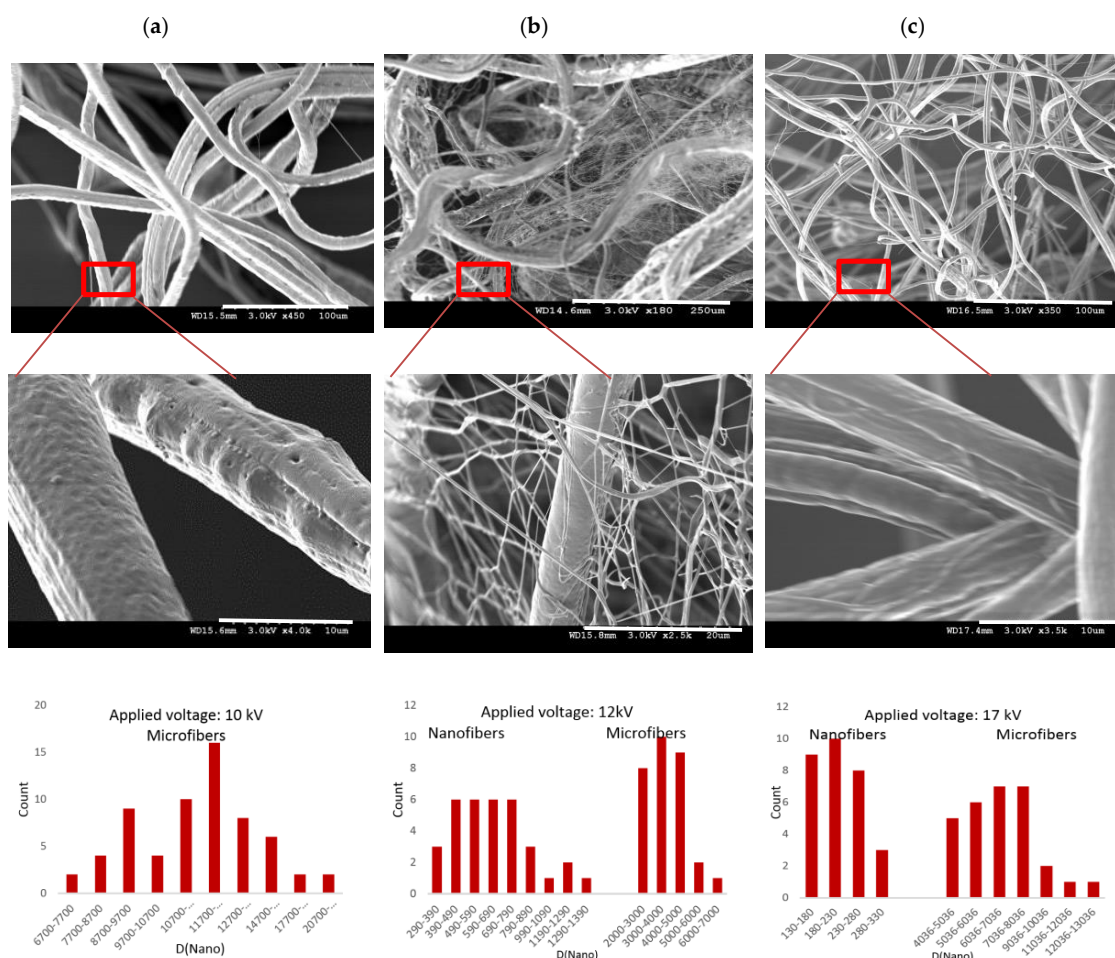 (a)
(b)
(c)
WD15.5mm 3.0kV x450 100um
WD14.6mm 3.0kV x180 250um
WD16.5mm 3.0kV x350 100um
WD15.6mm 3.0kV x4.0k 10um
WD15.8mm 3.0kV x2.5k 20um
WD17.4mm 3.0kV x3.5k 10um
Applied voltage: 10 kV
Microfibers
Count
20
15
10
5
0
6700-7700
7700-8700
8700-9700
9700-10700
10700-...
11700-...
12700-...
14700-...
17700-...
20700-...
D(Nano)
Applied voltage: 12kV
Nanofibers
Microfibers
Count
12
10
8
6
4
2
0
290-390
390-490
490-590
590-690
690-790
790-890
990-1090
1190-1290
1290-1390
2000-3000
3000-4000
4000-5000
5000-6000
6000-7000
D(Nano)
Applied voltage: 17 kV
Nanofibers
Microfibers
Count
12
10
8
6
4
2
0
130-180
180-230
230-280
280-330
4036-5036
5036-6036
6036-7036
7036-8036
9036-10036
11036-12036
12036-13036
D(Nano)